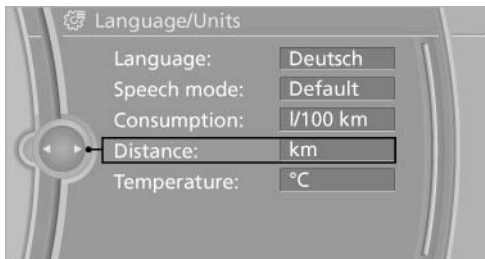 Language/Units
Language: Deutsch
Speech mode: Default
Consumption: l/100 km
Distance: km
Temperature: °C